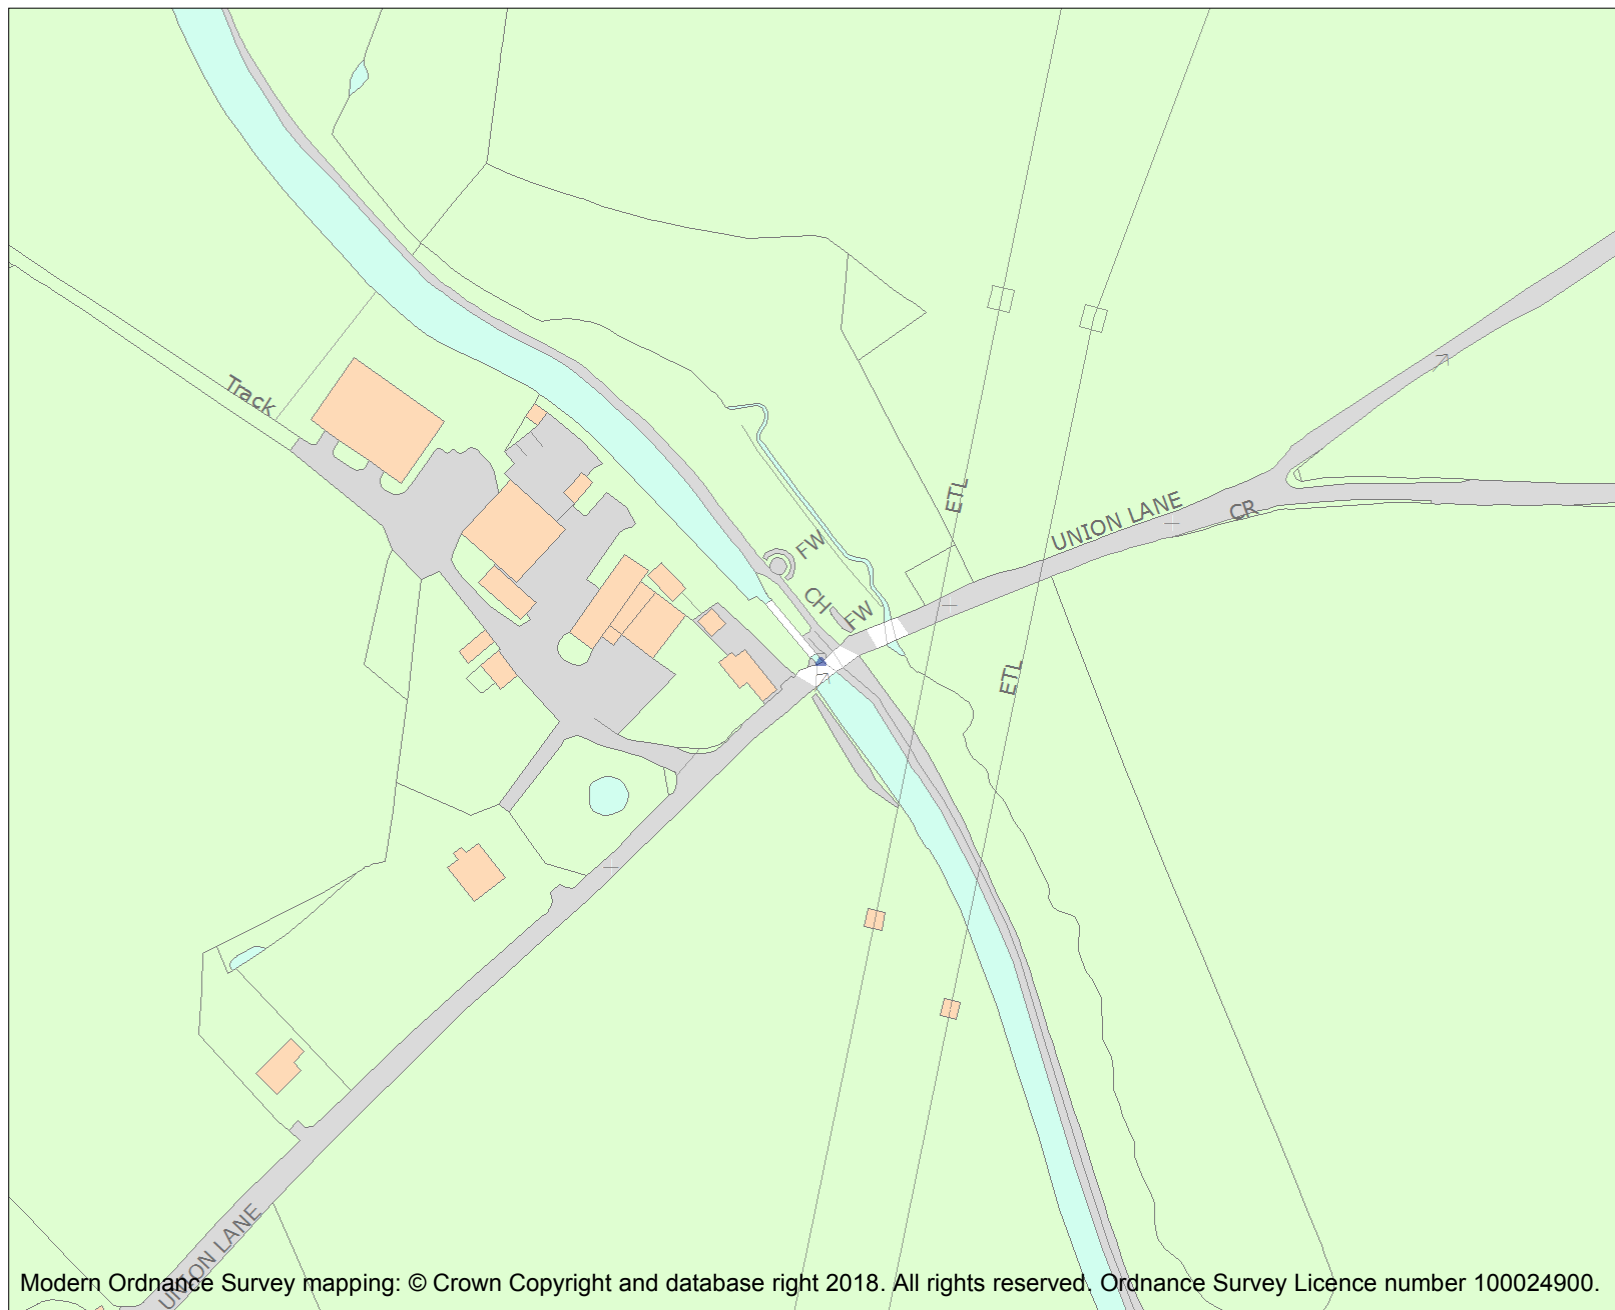 Track
ETL
UNION LANE
CR
FW
CH
FW
ETL
UNION LANE
Modern Ordnance Survey mapping: © Crown Copyright and database right 2018. All rights reserved. Ordnance Survey Licence number 100024900.